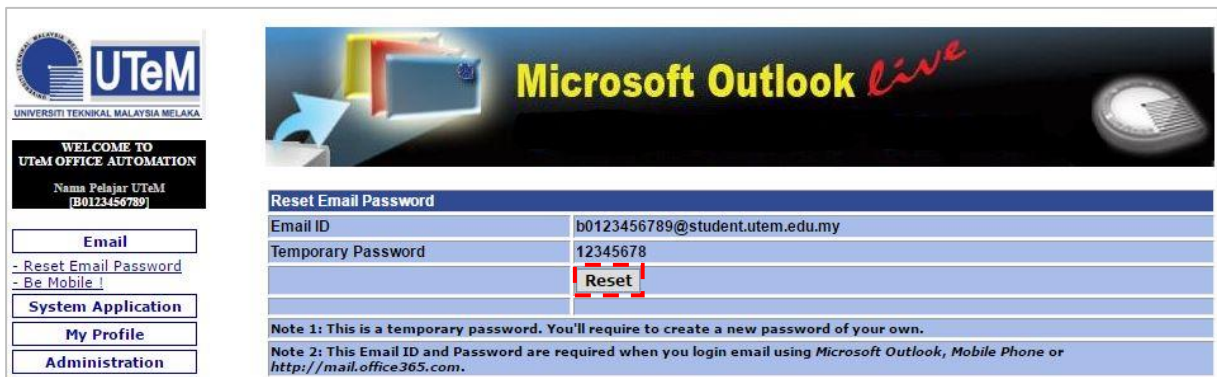 UNIVERSITI TEKNIKAL MALAYSIA MELAKA
UTeM
UNIVERSITI TEKNIKAL MALAYSIA MELAKA
WELCOME TO
UTeM OFFICE AUTOMATION
Nama Pelajar UTeM
[B0123456789]
Email
- Reset Email Password
- Be Mobile !
System Application
My Profile
Administration
Microsoft Outlook live
Reset Email Password
Email ID b0123456789@student.utem.edu.my
Temporary Password 12345678
Reset
Note 1: This is a temporary password. You'll require to create a new password of your own.
Note 2: This Email ID and Password are required when you login email using Microsoft Outlook, Mobile Phone or
http://mail.office365.com.